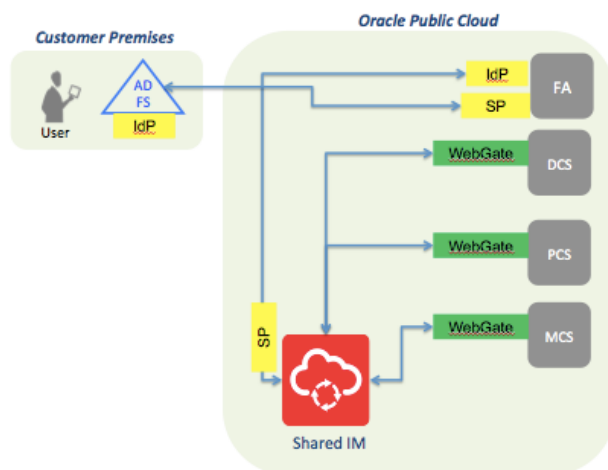 Oracle Public Cloud
Customer Premises
AD
FS
IdP
User
IdP
FA
SP
WebGate
DCS
WebGate
PCS
WebGate
MCS
SP
Shared IM